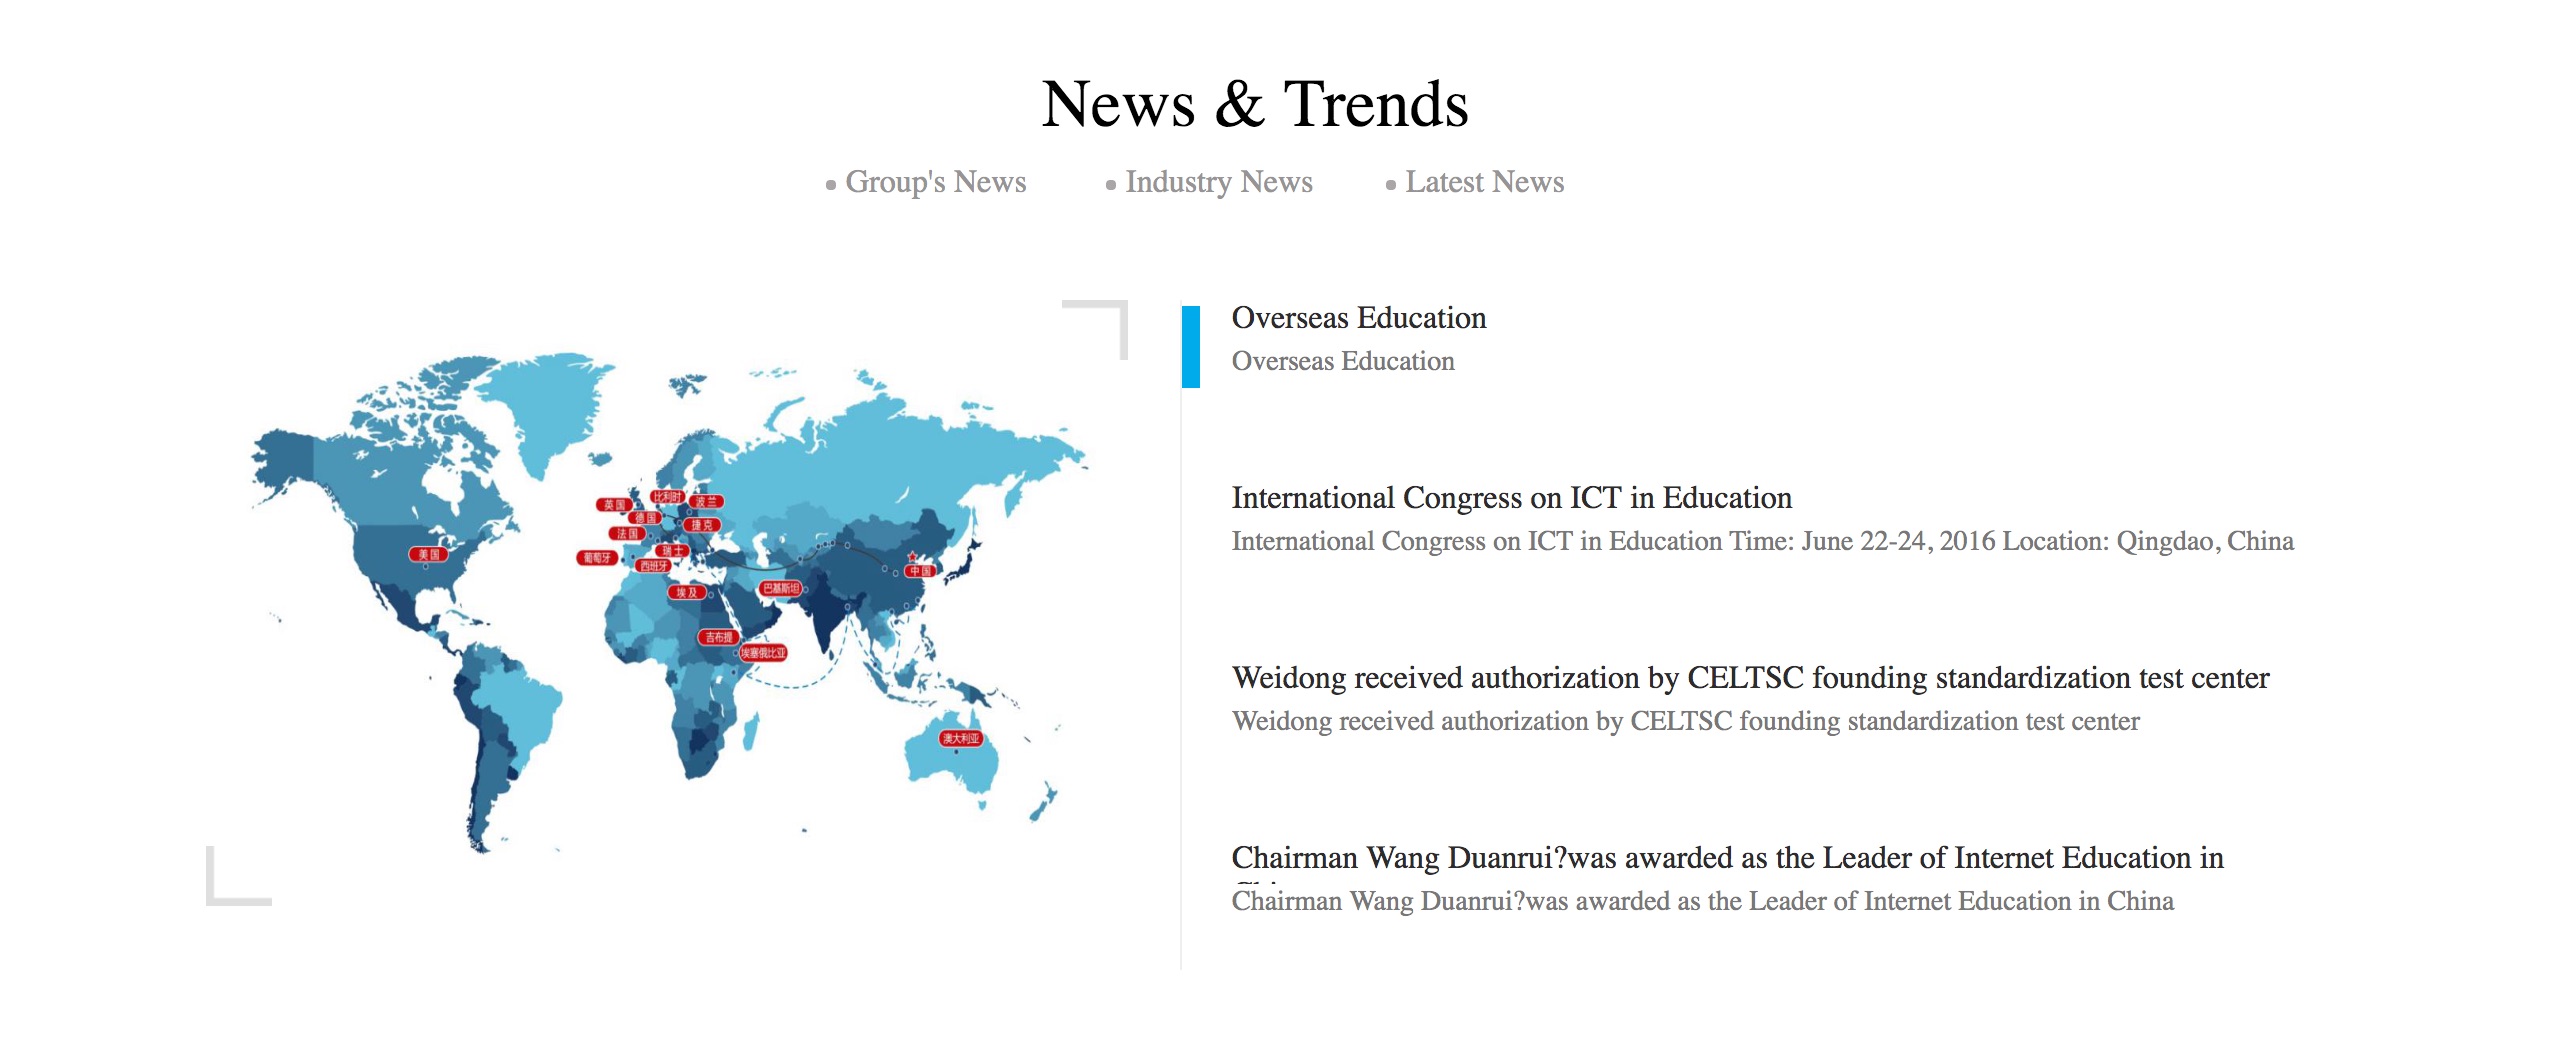 News & Trends
Group's News
Industry News
Latest News
英国
比利时
波兰
德国
捷克
法国
瑞士
葡萄牙
西班牙
美国
中国
巴基斯坦
埃及
吉布提
埃塞俄比亚
澳大利亚
Overseas Education
Overseas Education
International Congress on ICT in Education
International Congress on ICT in Education Time: June 22-24, 2016 Location: Qingdao, China
Weidong received authorization by CELTSC founding standardization test center
Weidong received authorization by CELTSC founding standardization test center
Chairman Wang Duanrui?was awarded as the Leader of Internet Education in
Chairman Wang Duanrui?was awarded as the Leader of Internet Education in China